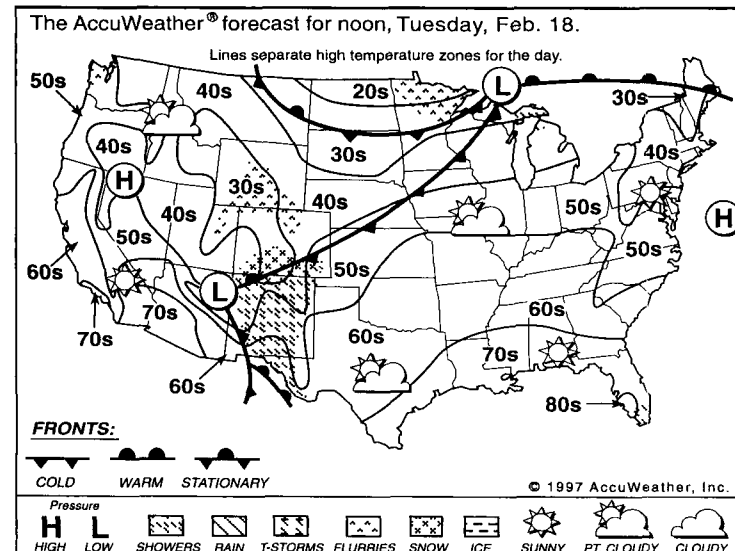 The AccuWeather® forecast for noon, Tuesday, Feb. 18.
Lines separate high temperature zones for the day.
50s
40s
20s
L
30s
40s
30s
40s
H
30s
40s
40s
50s
H
50s
60s
50s
50s
L
70s
60s
60s
70s
70s
60s
80s
FRONTS:
COLD WARM STATIONARY
© 1997 AccuWeather, Inc.
Pressure
H L
HIGH LOW SHOWERS RAIN T-STORMS FLURRIES SNOW ICE SUNNY PT. CLOUDY CLOUDY